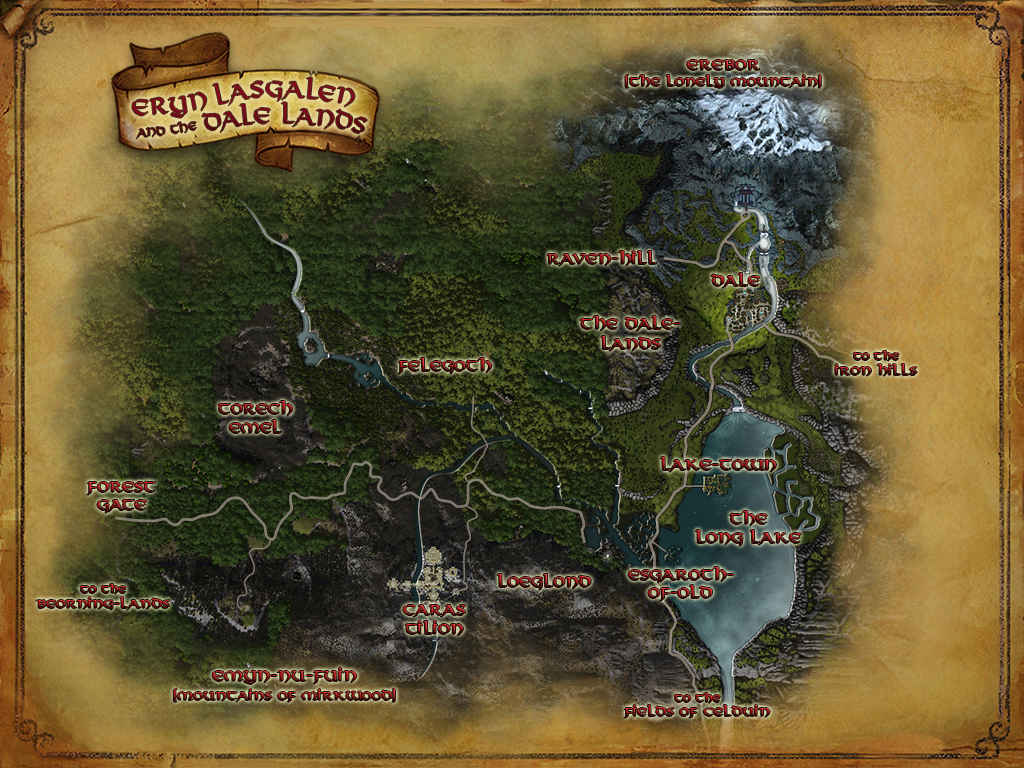 ERYN LASGALEN
AND THE DALE LANDS
EREBOR
(THE LONELY MOUNTAIN)
RAVEN-HILL
DALE
THE DALE-
LANDS
TO THE
IRON HILLS
FELEGOTH
TORECH
EMEL
LAKE-TOWN
FOREST
GATE
THE
LONG LAKE
TO THE
BEORNING-LANDS
LOEGLOND
ESGAROTH-
OF-OLD
CARAS
TILION
EMYN-NU-FUIN
(MOUNTAINS OF MIRKWOOD)
TO THE
FIELDS OF CELDUIN